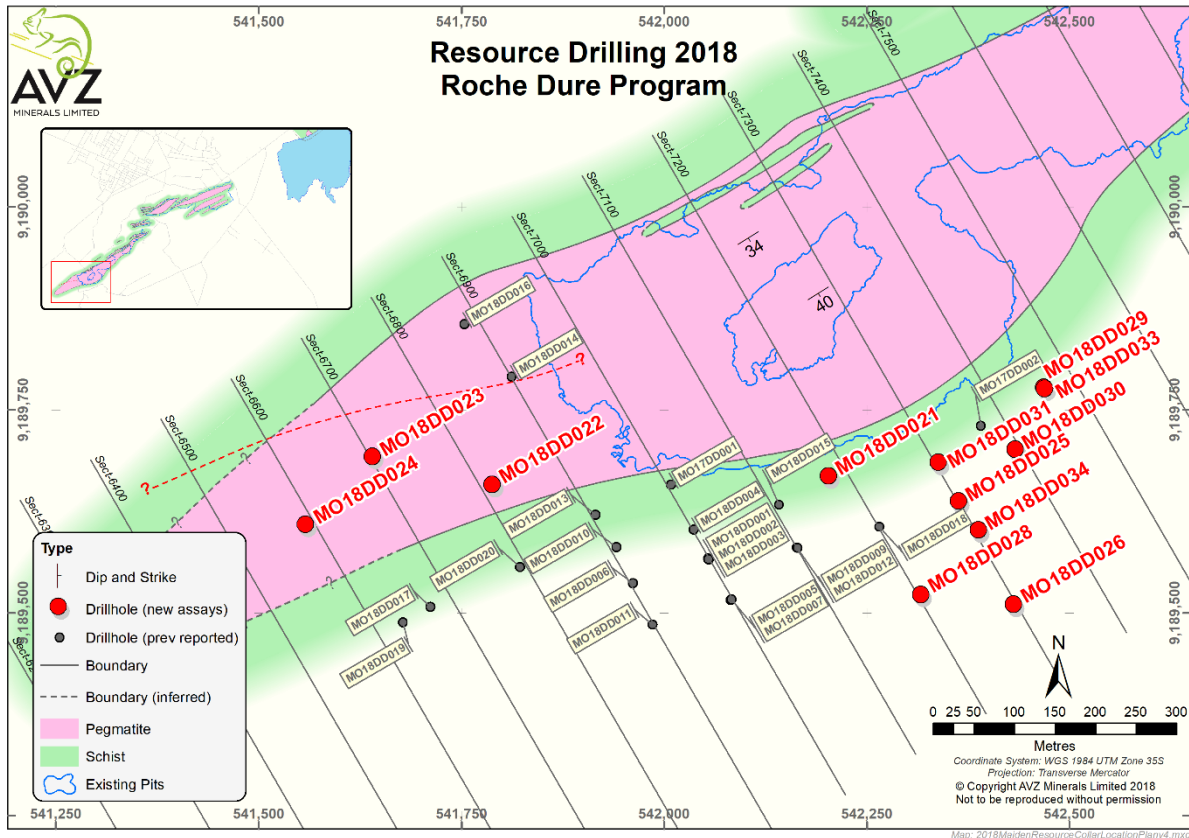 541,500
541,750
542,000
542,250
542,500
AVZ
MINERALS LIMITED
Resource Drilling 2018
Roche Dure Program
Sect-7500
Sect-7400
Sect-7300
Sect-7200
Sect-7100
Sect-7000
Sect-6900
Sect-6800
Sect-6700
Sect-6600
Sect-6500
Sect-6400
9,190,000
9,190,000
34
40
MO18DD016
MO18DD014
?
MO17DD002
MO18DD029
MO18DD033
MO18DD030
MO18DD031
MO18DD025
MO18DD034
MO18DD026
MO18DD028
MO18DD021
MO18DD023
MO18DD022
MO18DD024
9,189,750
9,189,750
?
?
?
?
MO17DD001
MO18DD015
MO18DD004
MO18DD001
MO18DD002
MO18DD003
MO18DD013
MO18DD010
MO18DD020
MO18DD006
MO18DD011
MO18DD017
MO18DD019
MO18DD018
MO18DD009
MO18DD012
MO18DD005
MO18DD007
9,189,500
9,189,500
Type
Dip and Strike
Drillhole (new assays)
Drillhole (prev reported)
Boundary
Boundary (inferred)
Pegmatite
Schist
Existing Pits
N
0 25 50 100 150 200 250 300
Metres
Coordinate System: WGS 1984 UTM Zone 35S
Projection: Transverse Mercator
© Copyright AVZ Minerals Limited 2018
Not to be reproduced without permission
541,250
541,500
541,750
542,000
542,250
542,500
Map: 2018MaidenResourceCollarLocationPlanv4.mxd